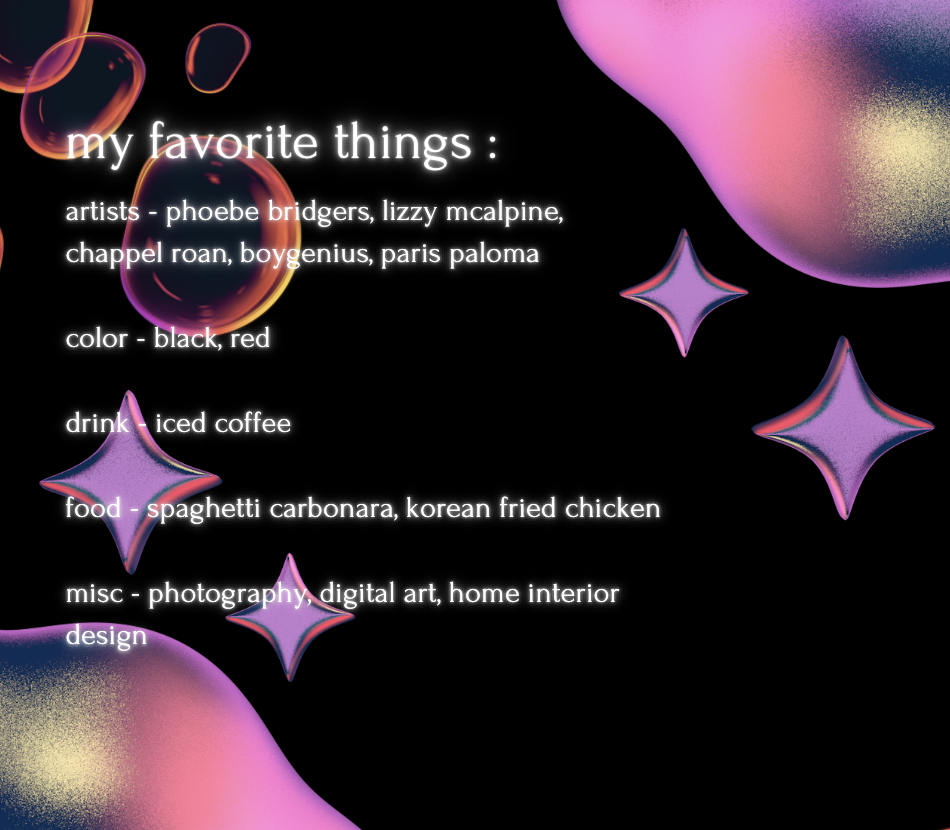 my favorite things :
artists - phoebe bridgers, lizzy mcalpine,
chappel roan, boygenius, paris paloma
color - black, red
drink - iced coffee
food - spaghetti carbonara, korean fried chicken
misc - photography, digital art, home interior
design